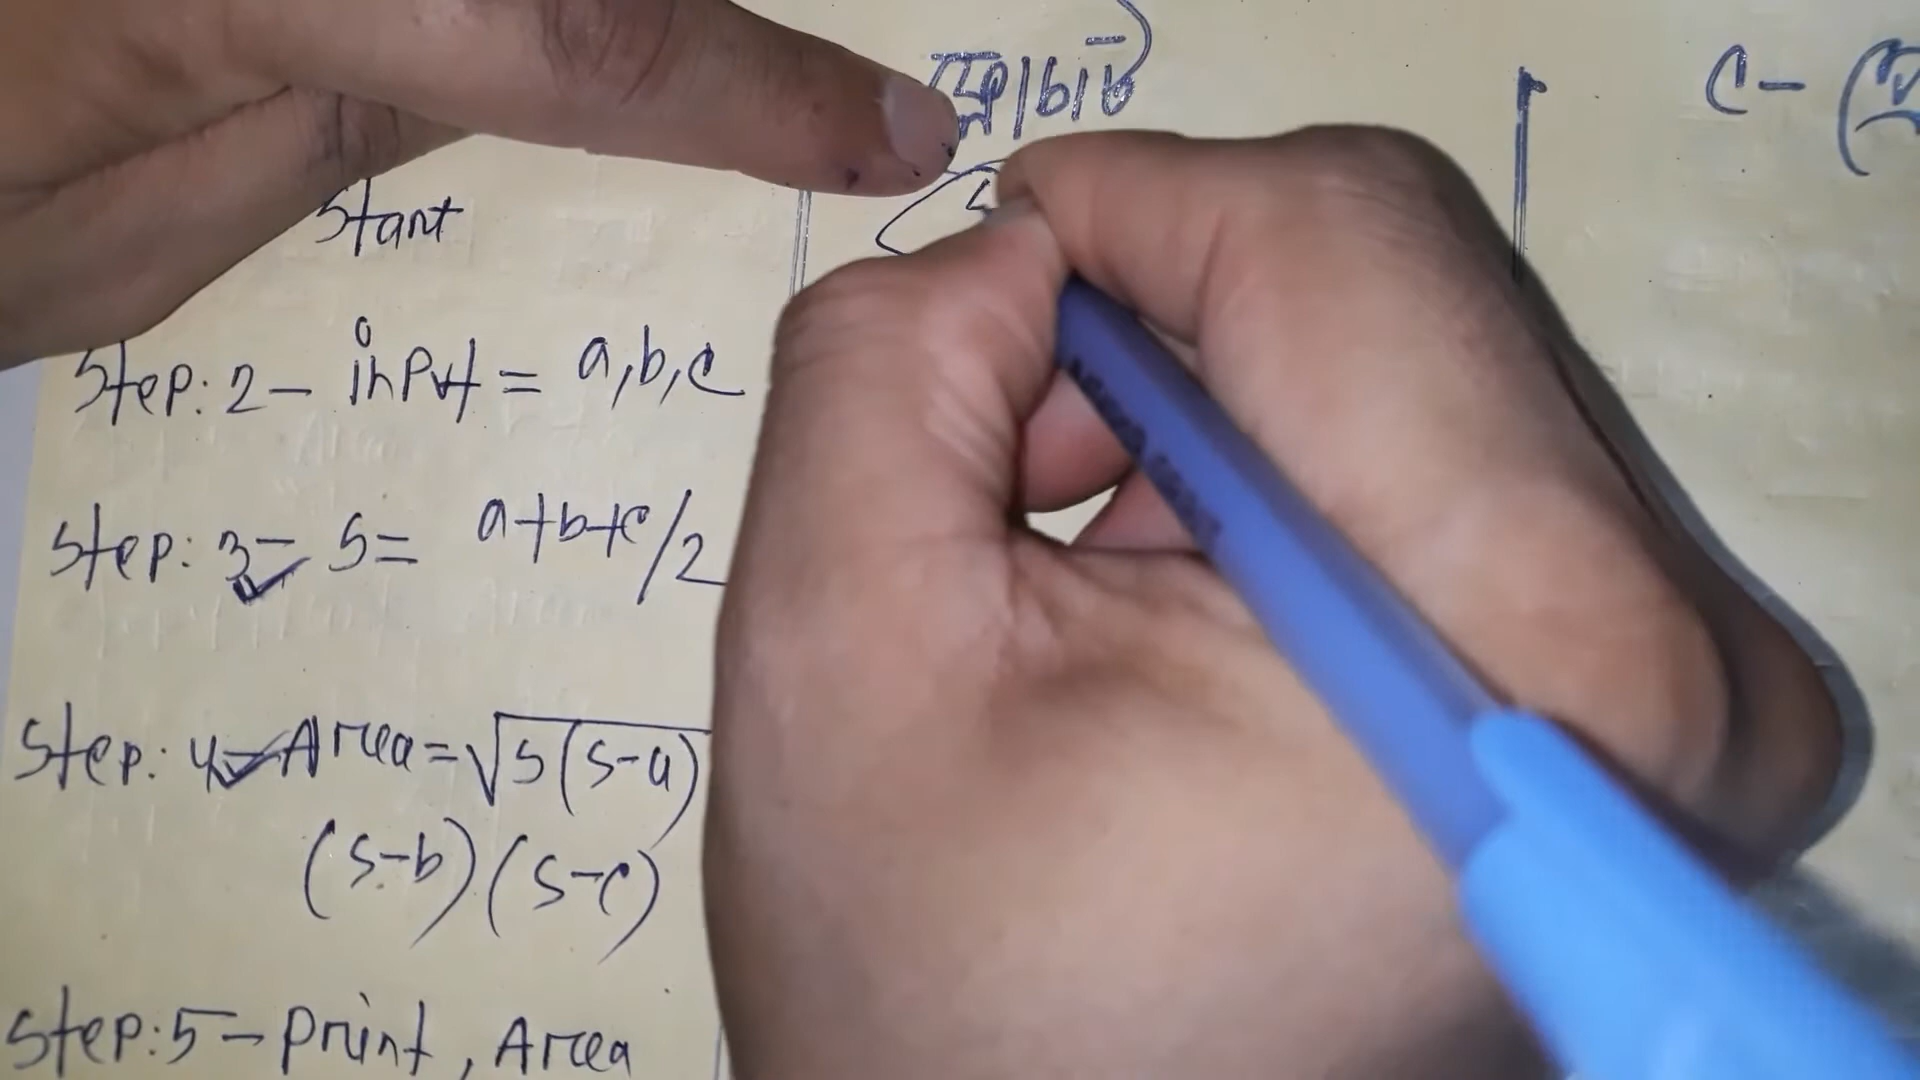 Start
Step: 2 - input = a,b,c
Step: 3 - S= a+b+c/2
Step: 4 - Area = √s(s-a)
(s-b) (s-c)
Step: 5 - Print, Area
C - (